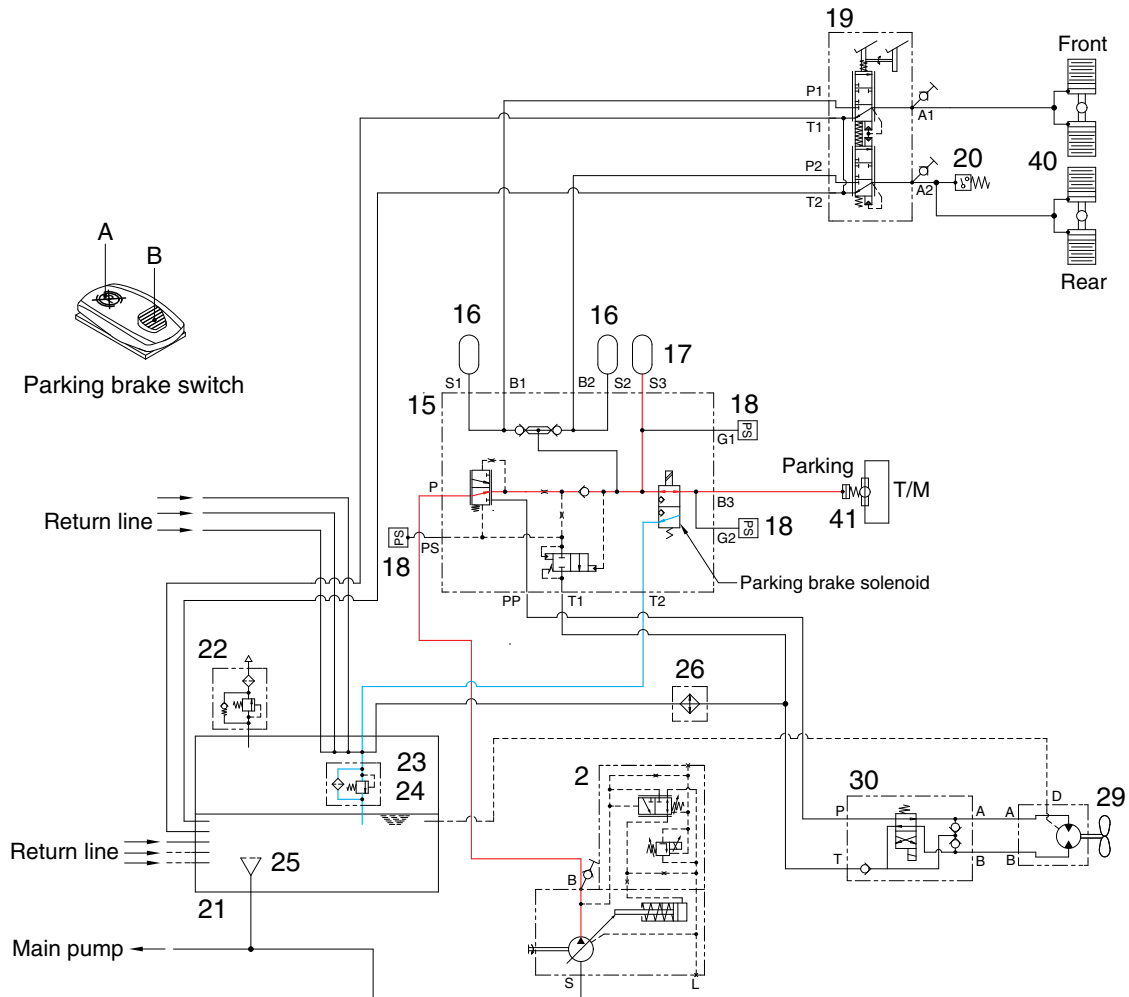 19
Front
P1
T1
A1
P2
20
40
A2
T2
Rear
A
B
Parking brake switch
16
16
17
S1
B1
B2
S2
S3
15
18
PS
G1
Parking
T/M
P
B3
41
Return line
PS
18
PS
G2
PS
18
Parking brake solenoid
PP
T1
T2
22
26
23
24
2
30
29
D
P
A
A
B
T
B
B
Return line
25
21
Main pump
S
L